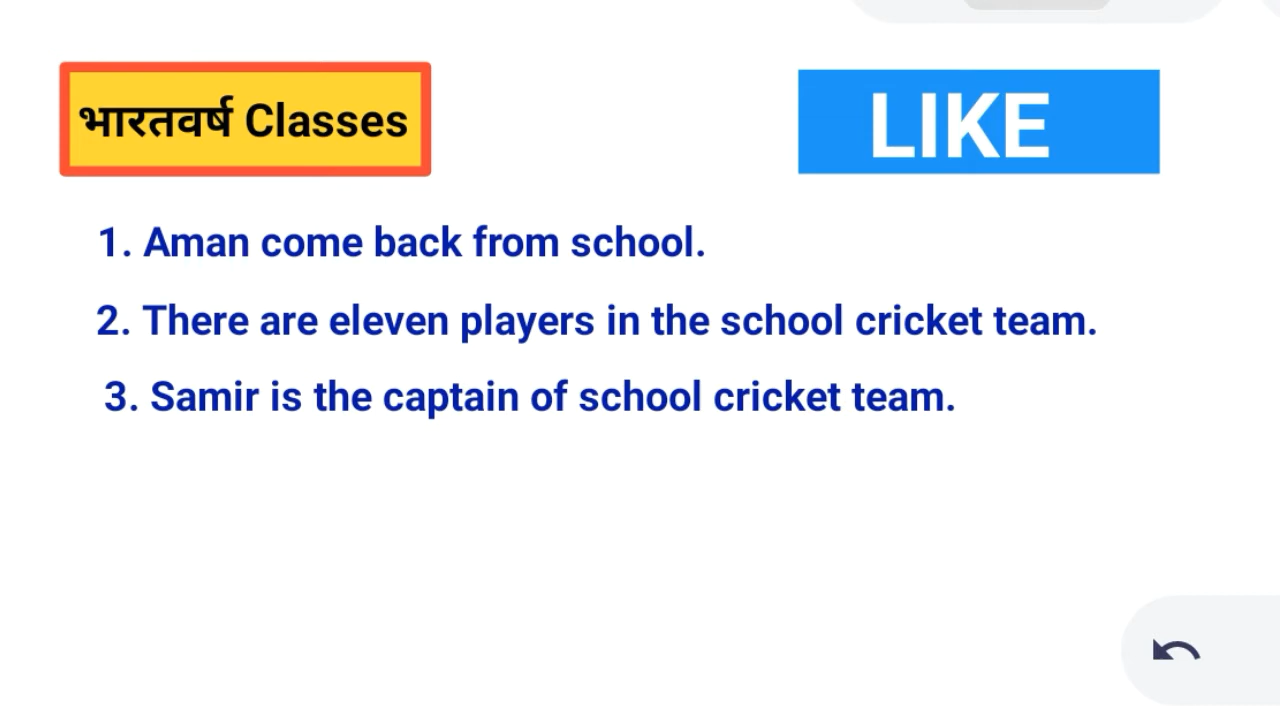 भारतवर्ष Classes
LIKE
1. Aman come back from school.
2. There are eleven players in the school cricket team.
3. Samir is the captain of school cricket team.